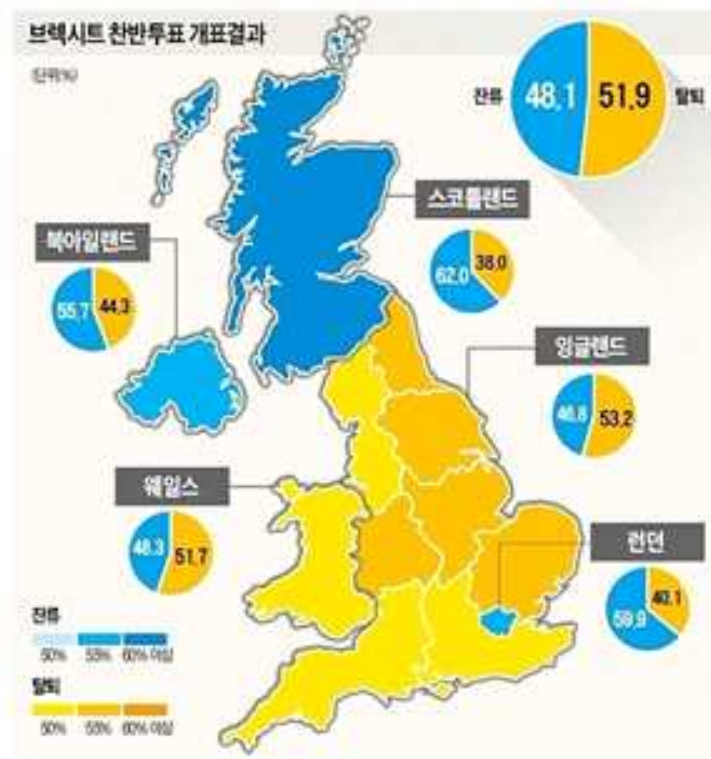 브렉시트 찬반투표 개표결과
(단위%)
잔류 48.1 51.9 탈퇴
스코틀랜드
62.0 38.0
북아일랜드
55.7 44.3
잉글랜드
46.8 53.2
웨일스
48.3 51.7
런던
59.9 40.1
잔류
50% 55% 60% 이상
탈퇴
50% 55% 60% 이상